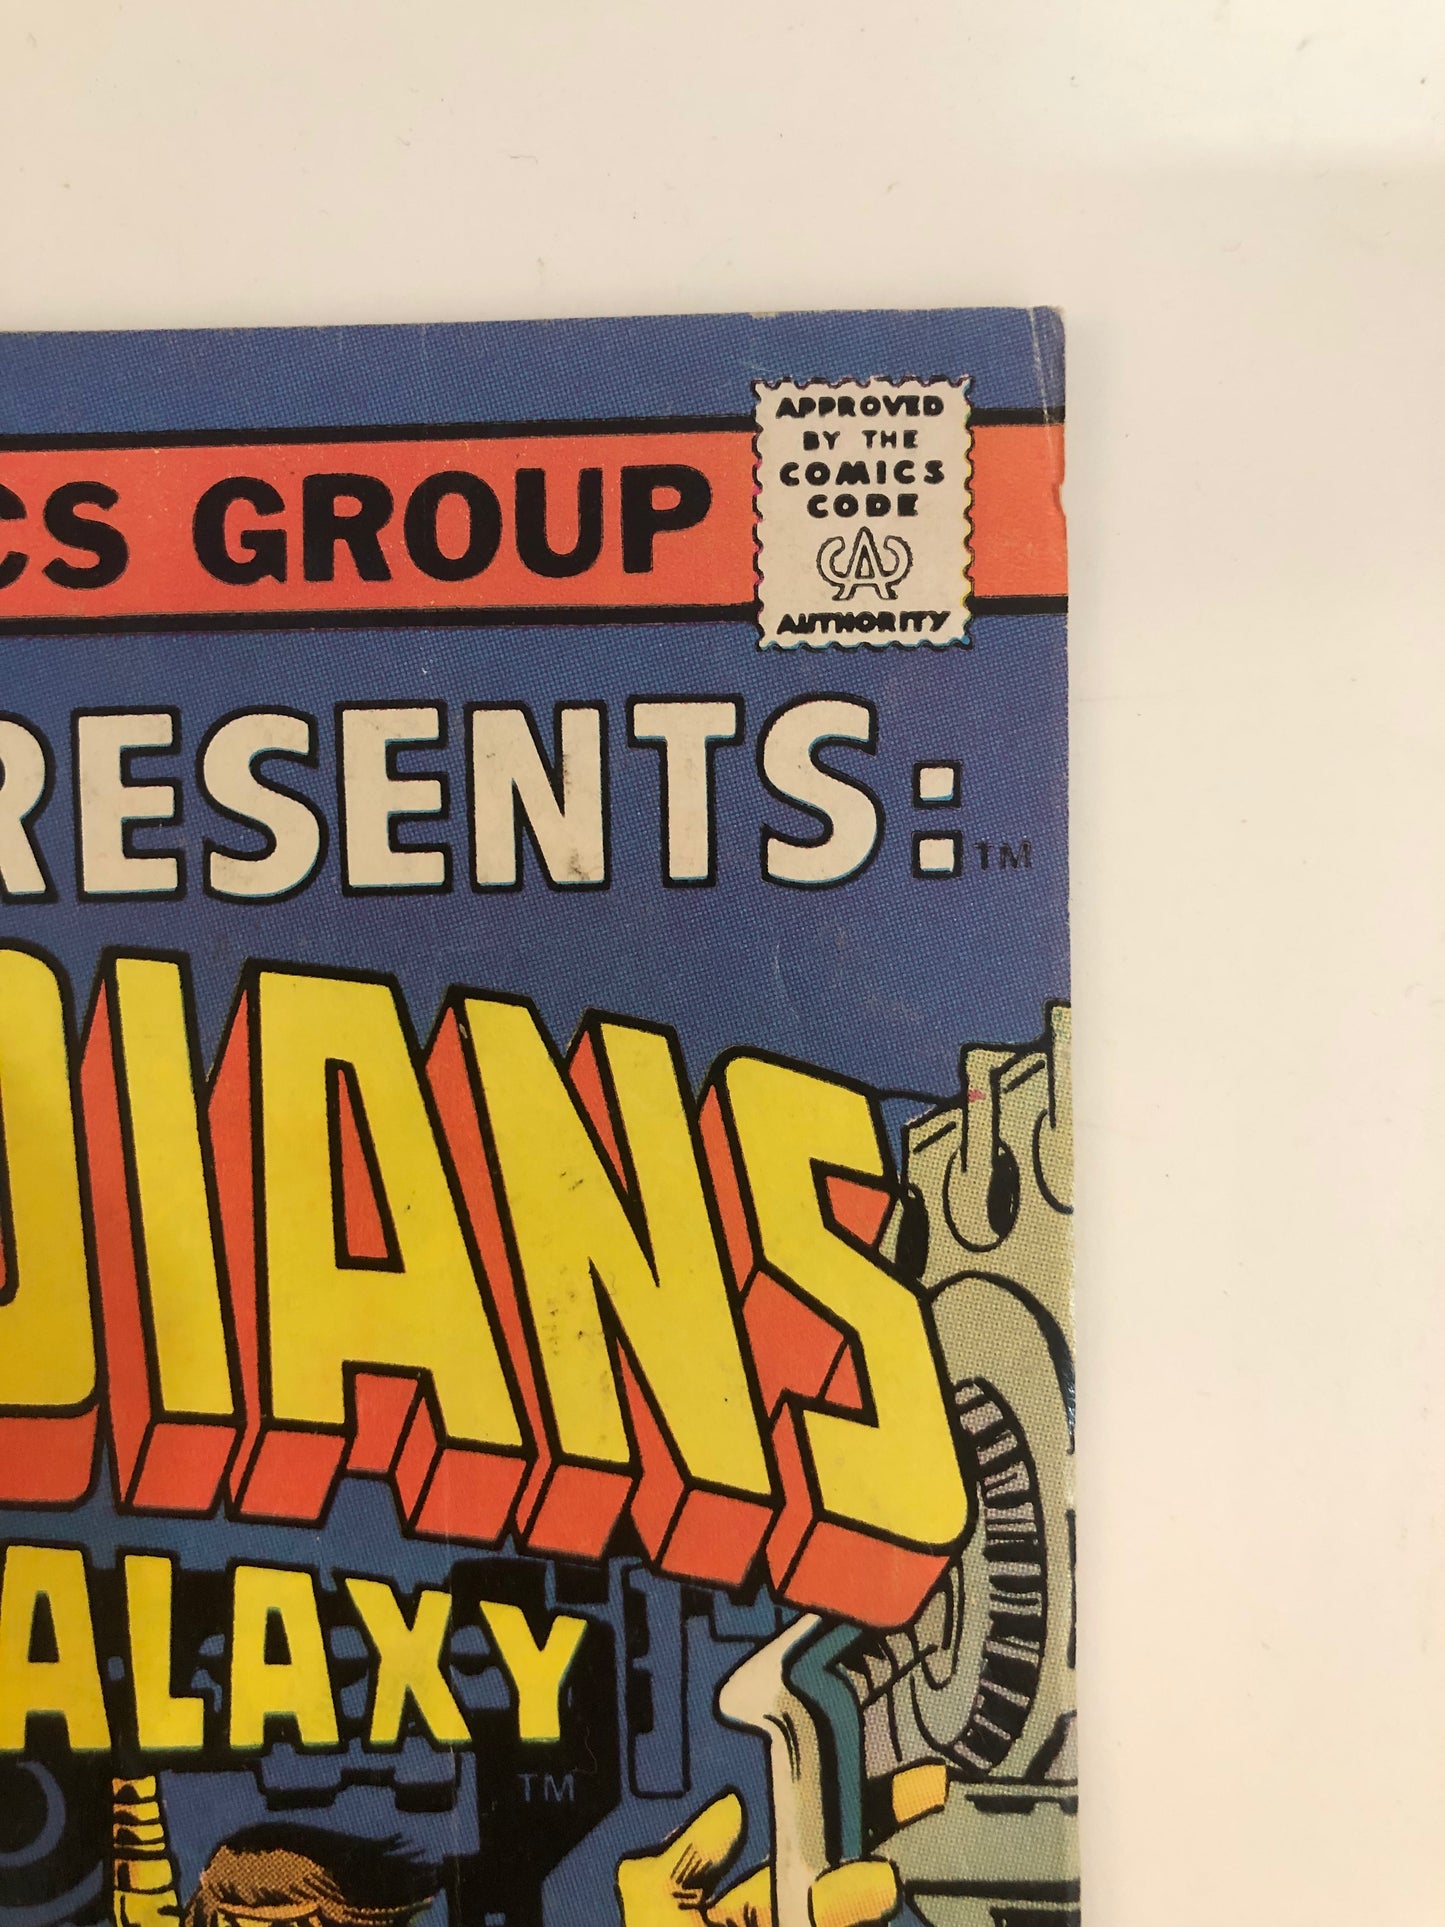 APPROVED
BY THE
COMICS
CODE
AUTHORITY
CS GROUP
RESENTS:TM
DIANS
ALAXY
TM